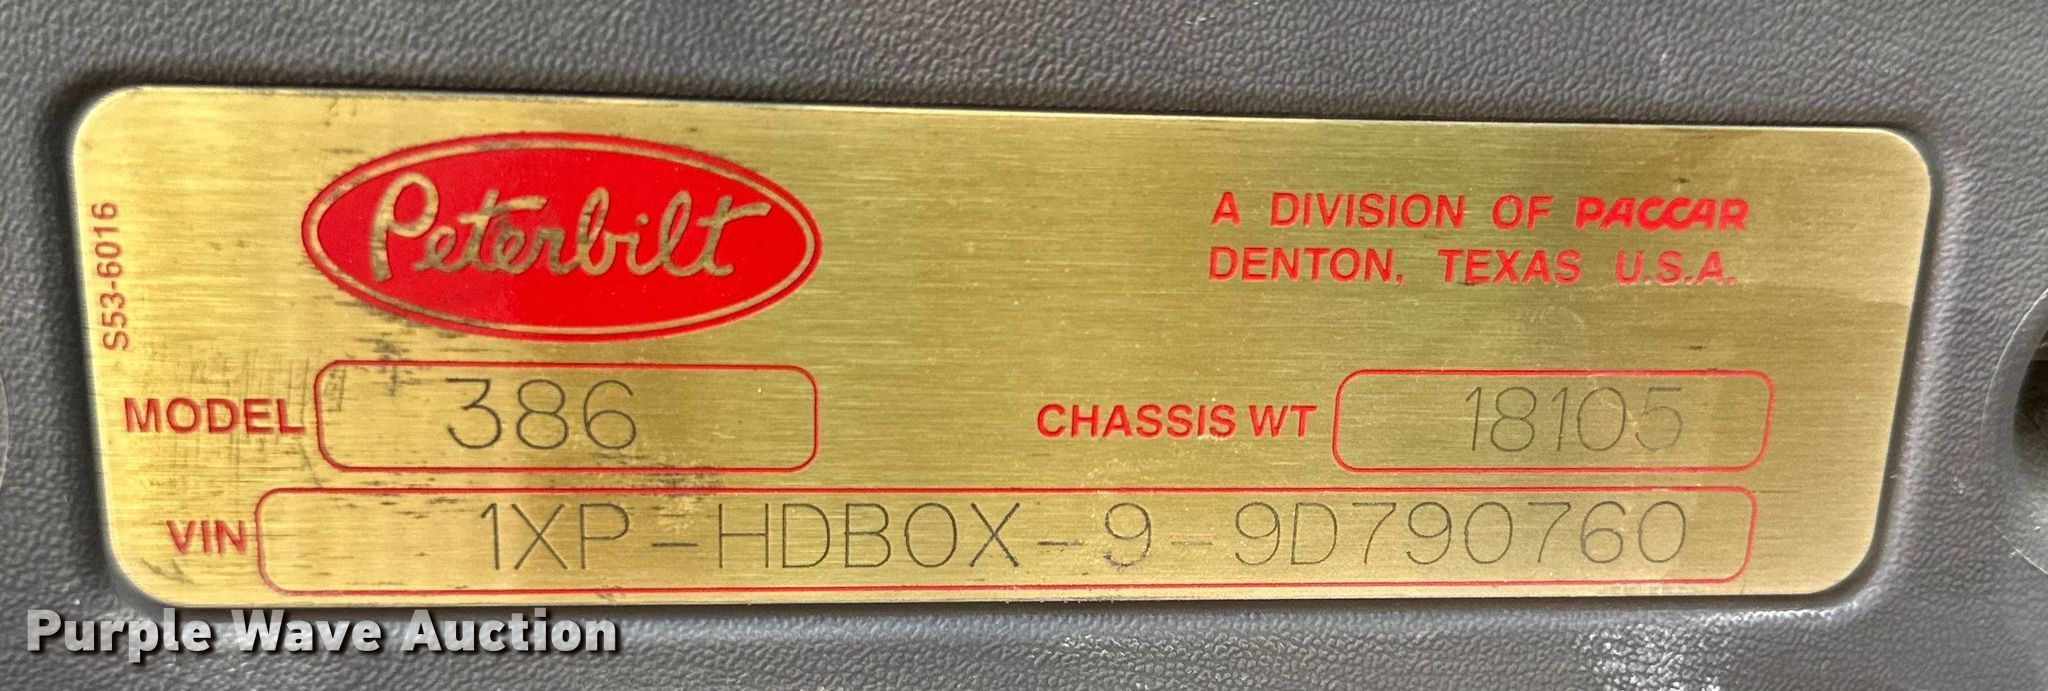 S53-6016
Peterbilt
A DIVISION OF PACCAR
DENTON, TEXAS U.S.A.
MODEL 386
CHASSIS WT 18105
VIN 1XP-HDBOX-9-9D790760
Purple Wave Auction